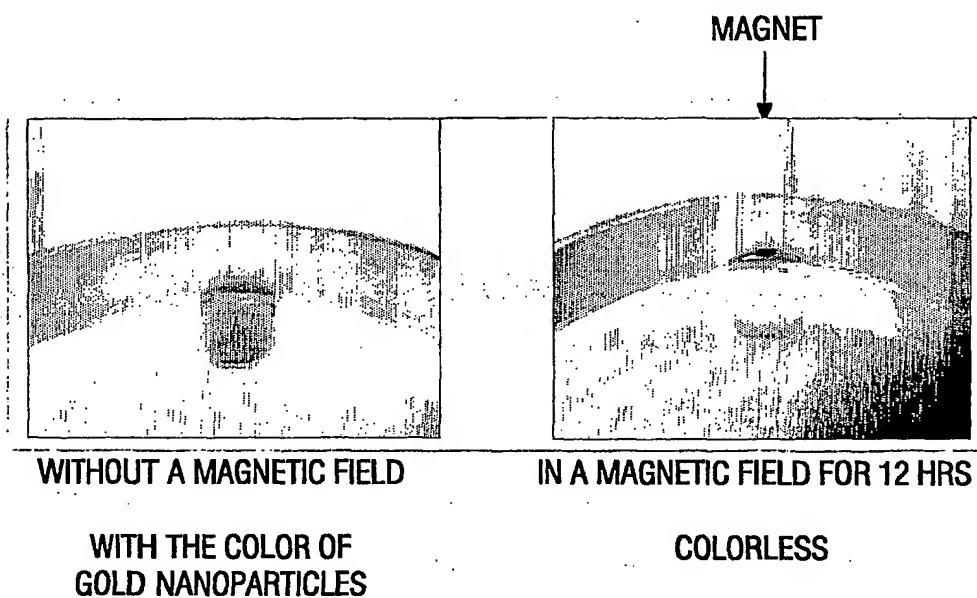 MAGNET
WITHOUT A MAGNETIC FIELD
IN A MAGNETIC FIELD FOR 12 HRS
WITH THE COLOR OF
GOLD NANOPARTICLES
COLORLESS